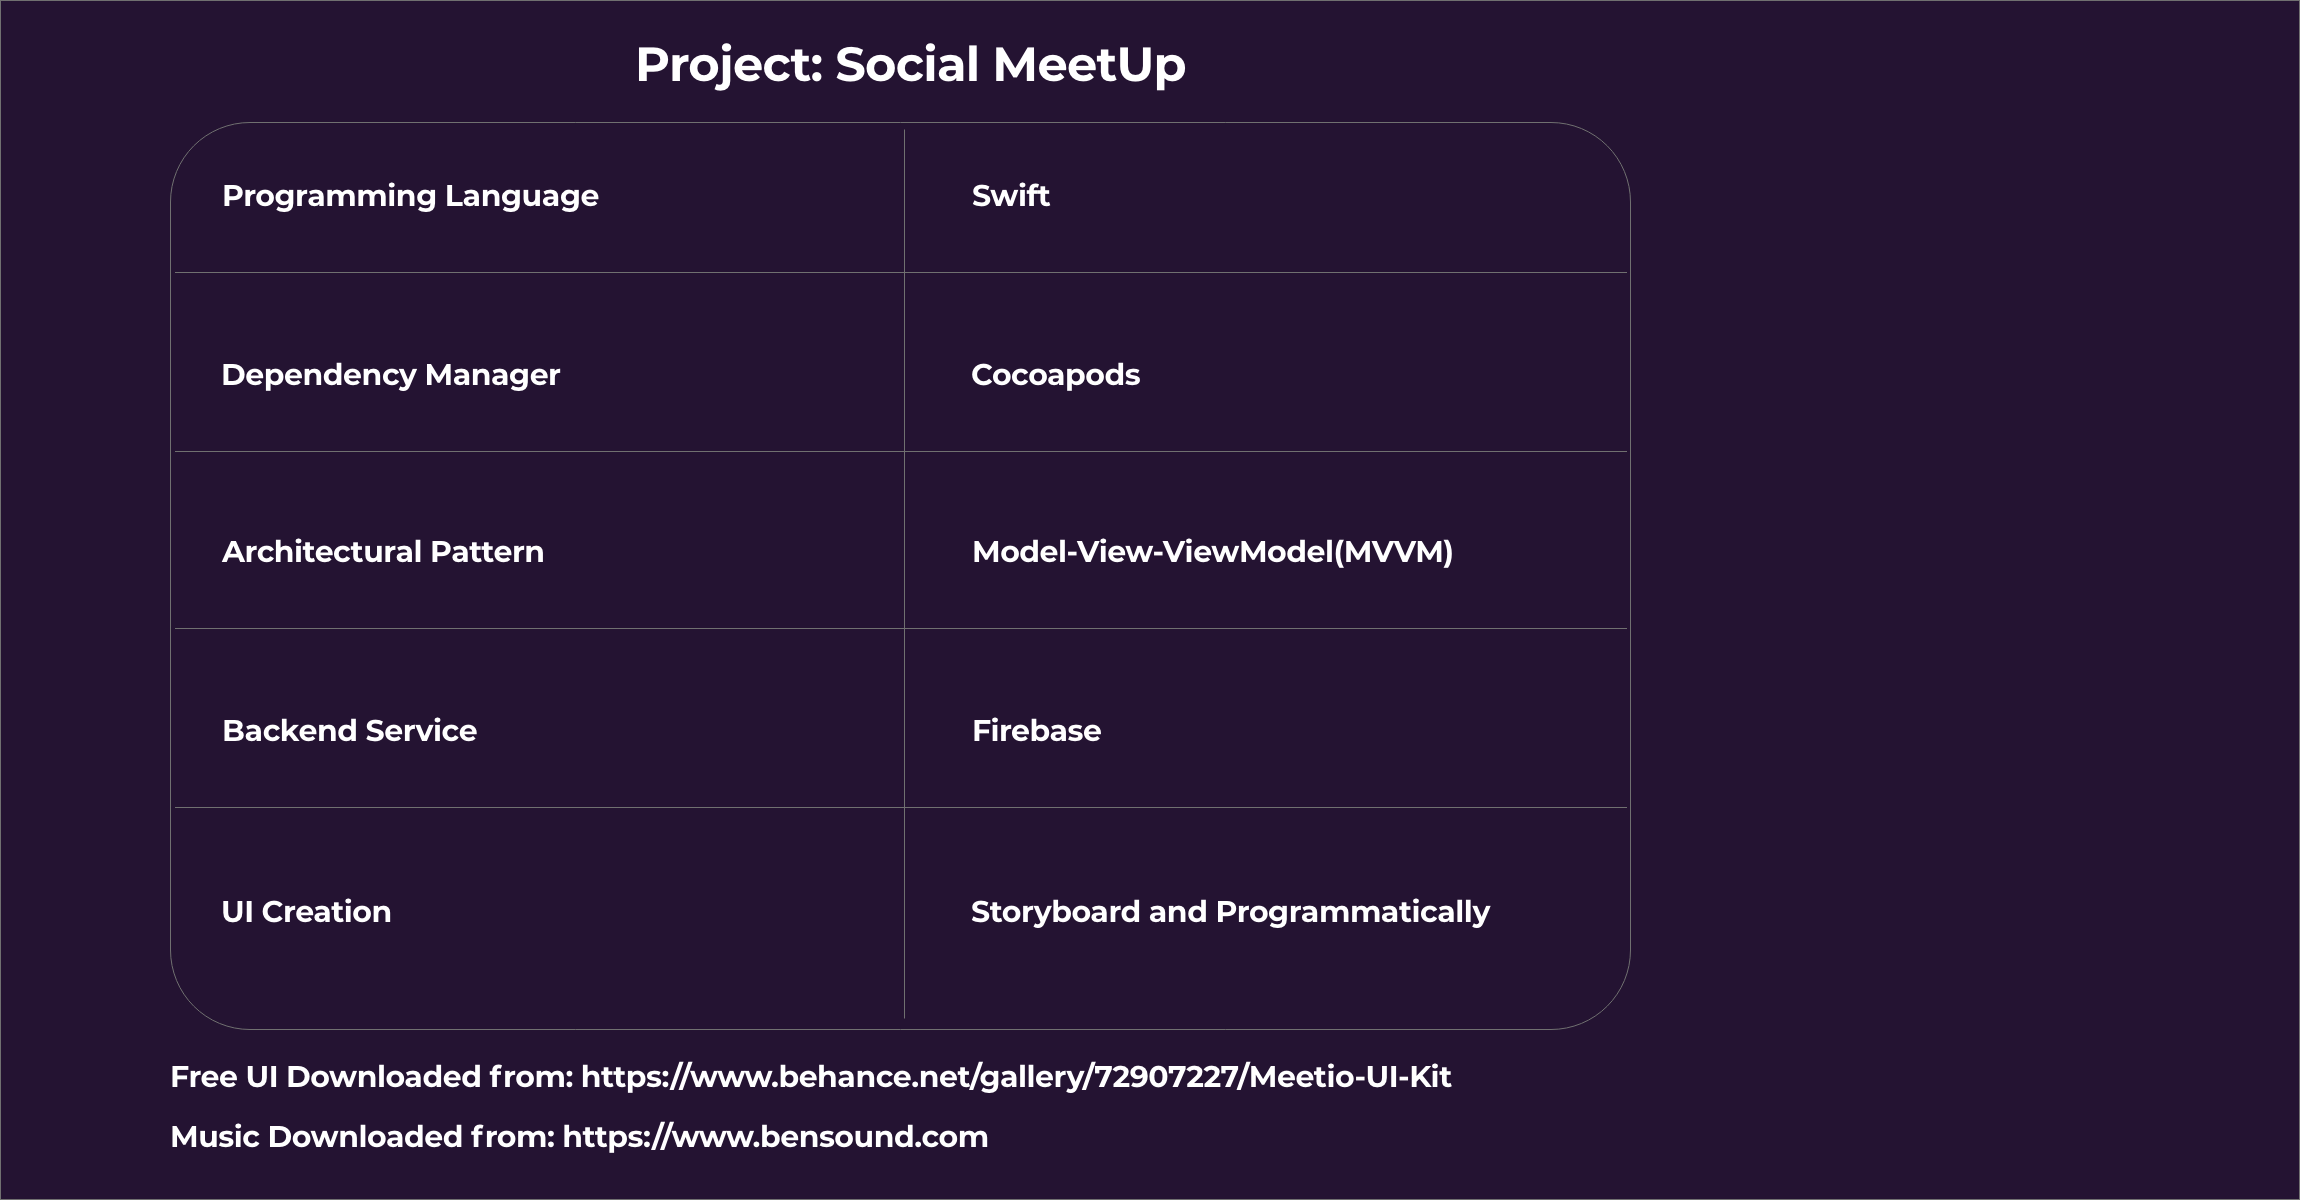 Project: Social MeetUp
Programming Language
Swift
Dependency Manager
Cocoapods
Architectural Pattern
Model-View-ViewModel(MVVM)
Backend Service
Firebase
UI Creation
Storyboard and Programmatically
Free UI Downloaded from: https://www.behance.net/gallery/72907227/Meetio-UI-Kit
Music Downloaded from: https://www.bensound.com